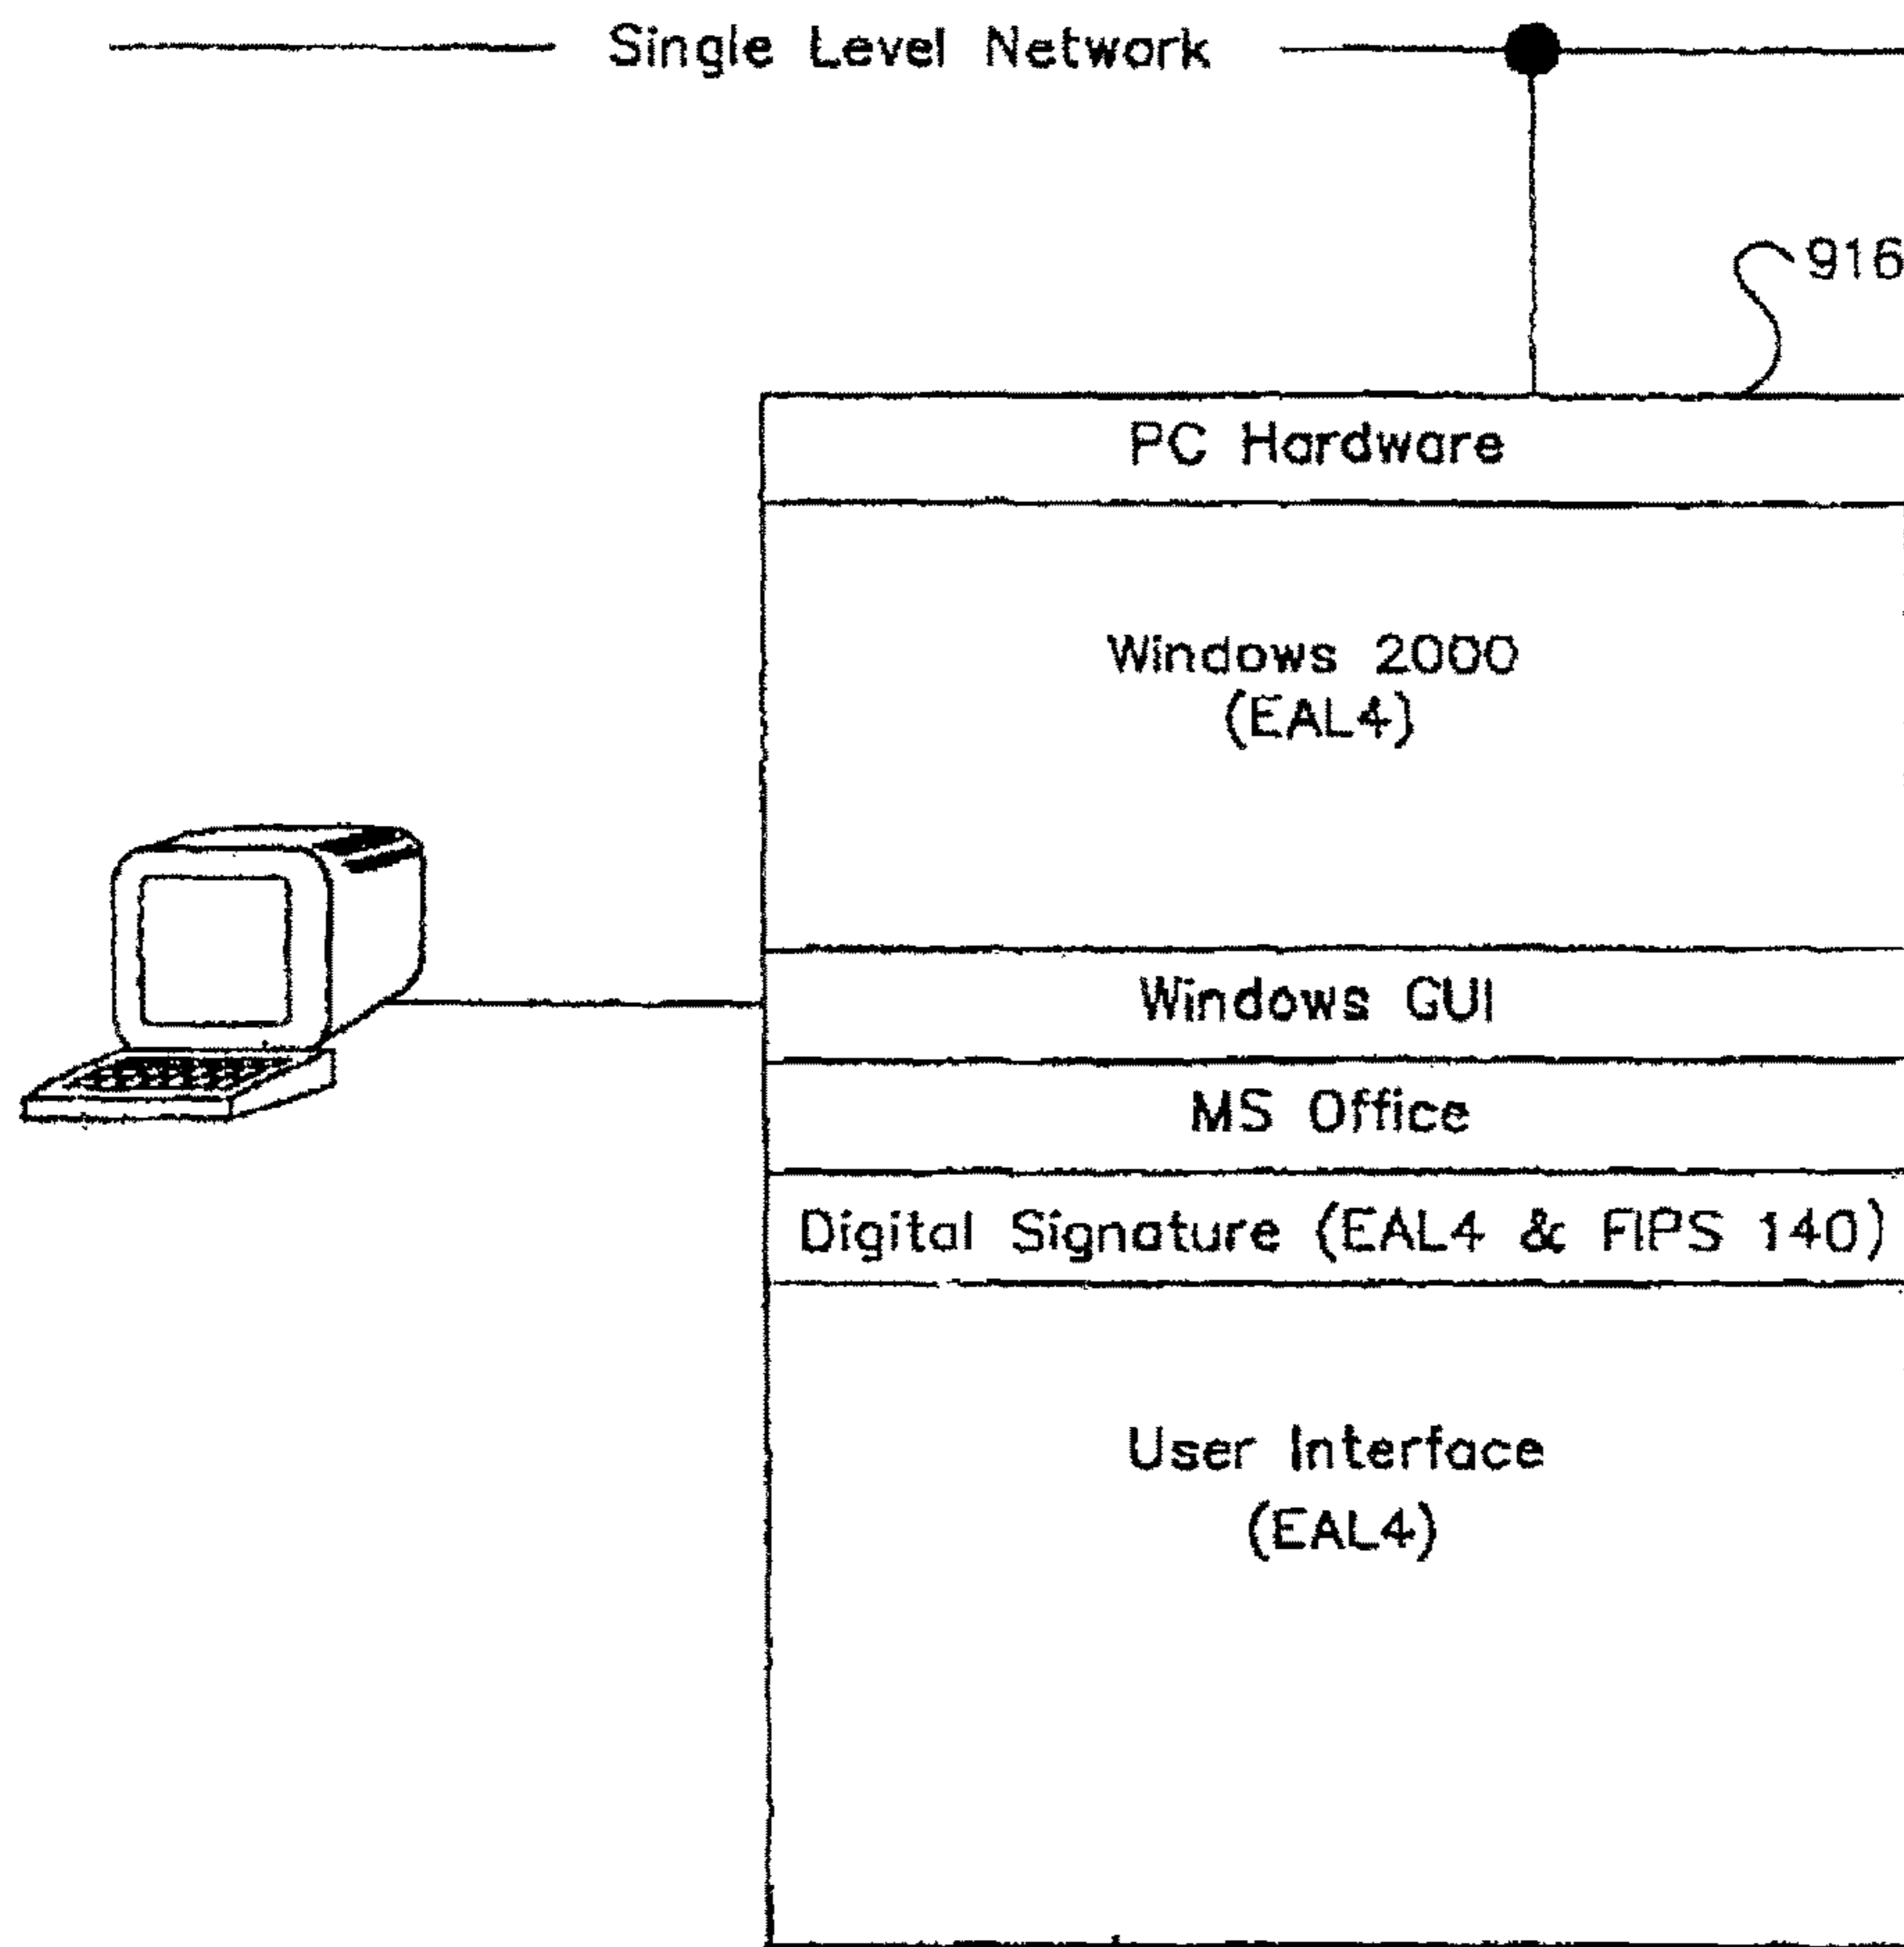 Single Level Network
916
PC Hardware
Windows 2000
(EAL4)
Windows GUI
MS Office
Digital Signature (EAL4 & FIPS 140)
User Interface
(EAL4)